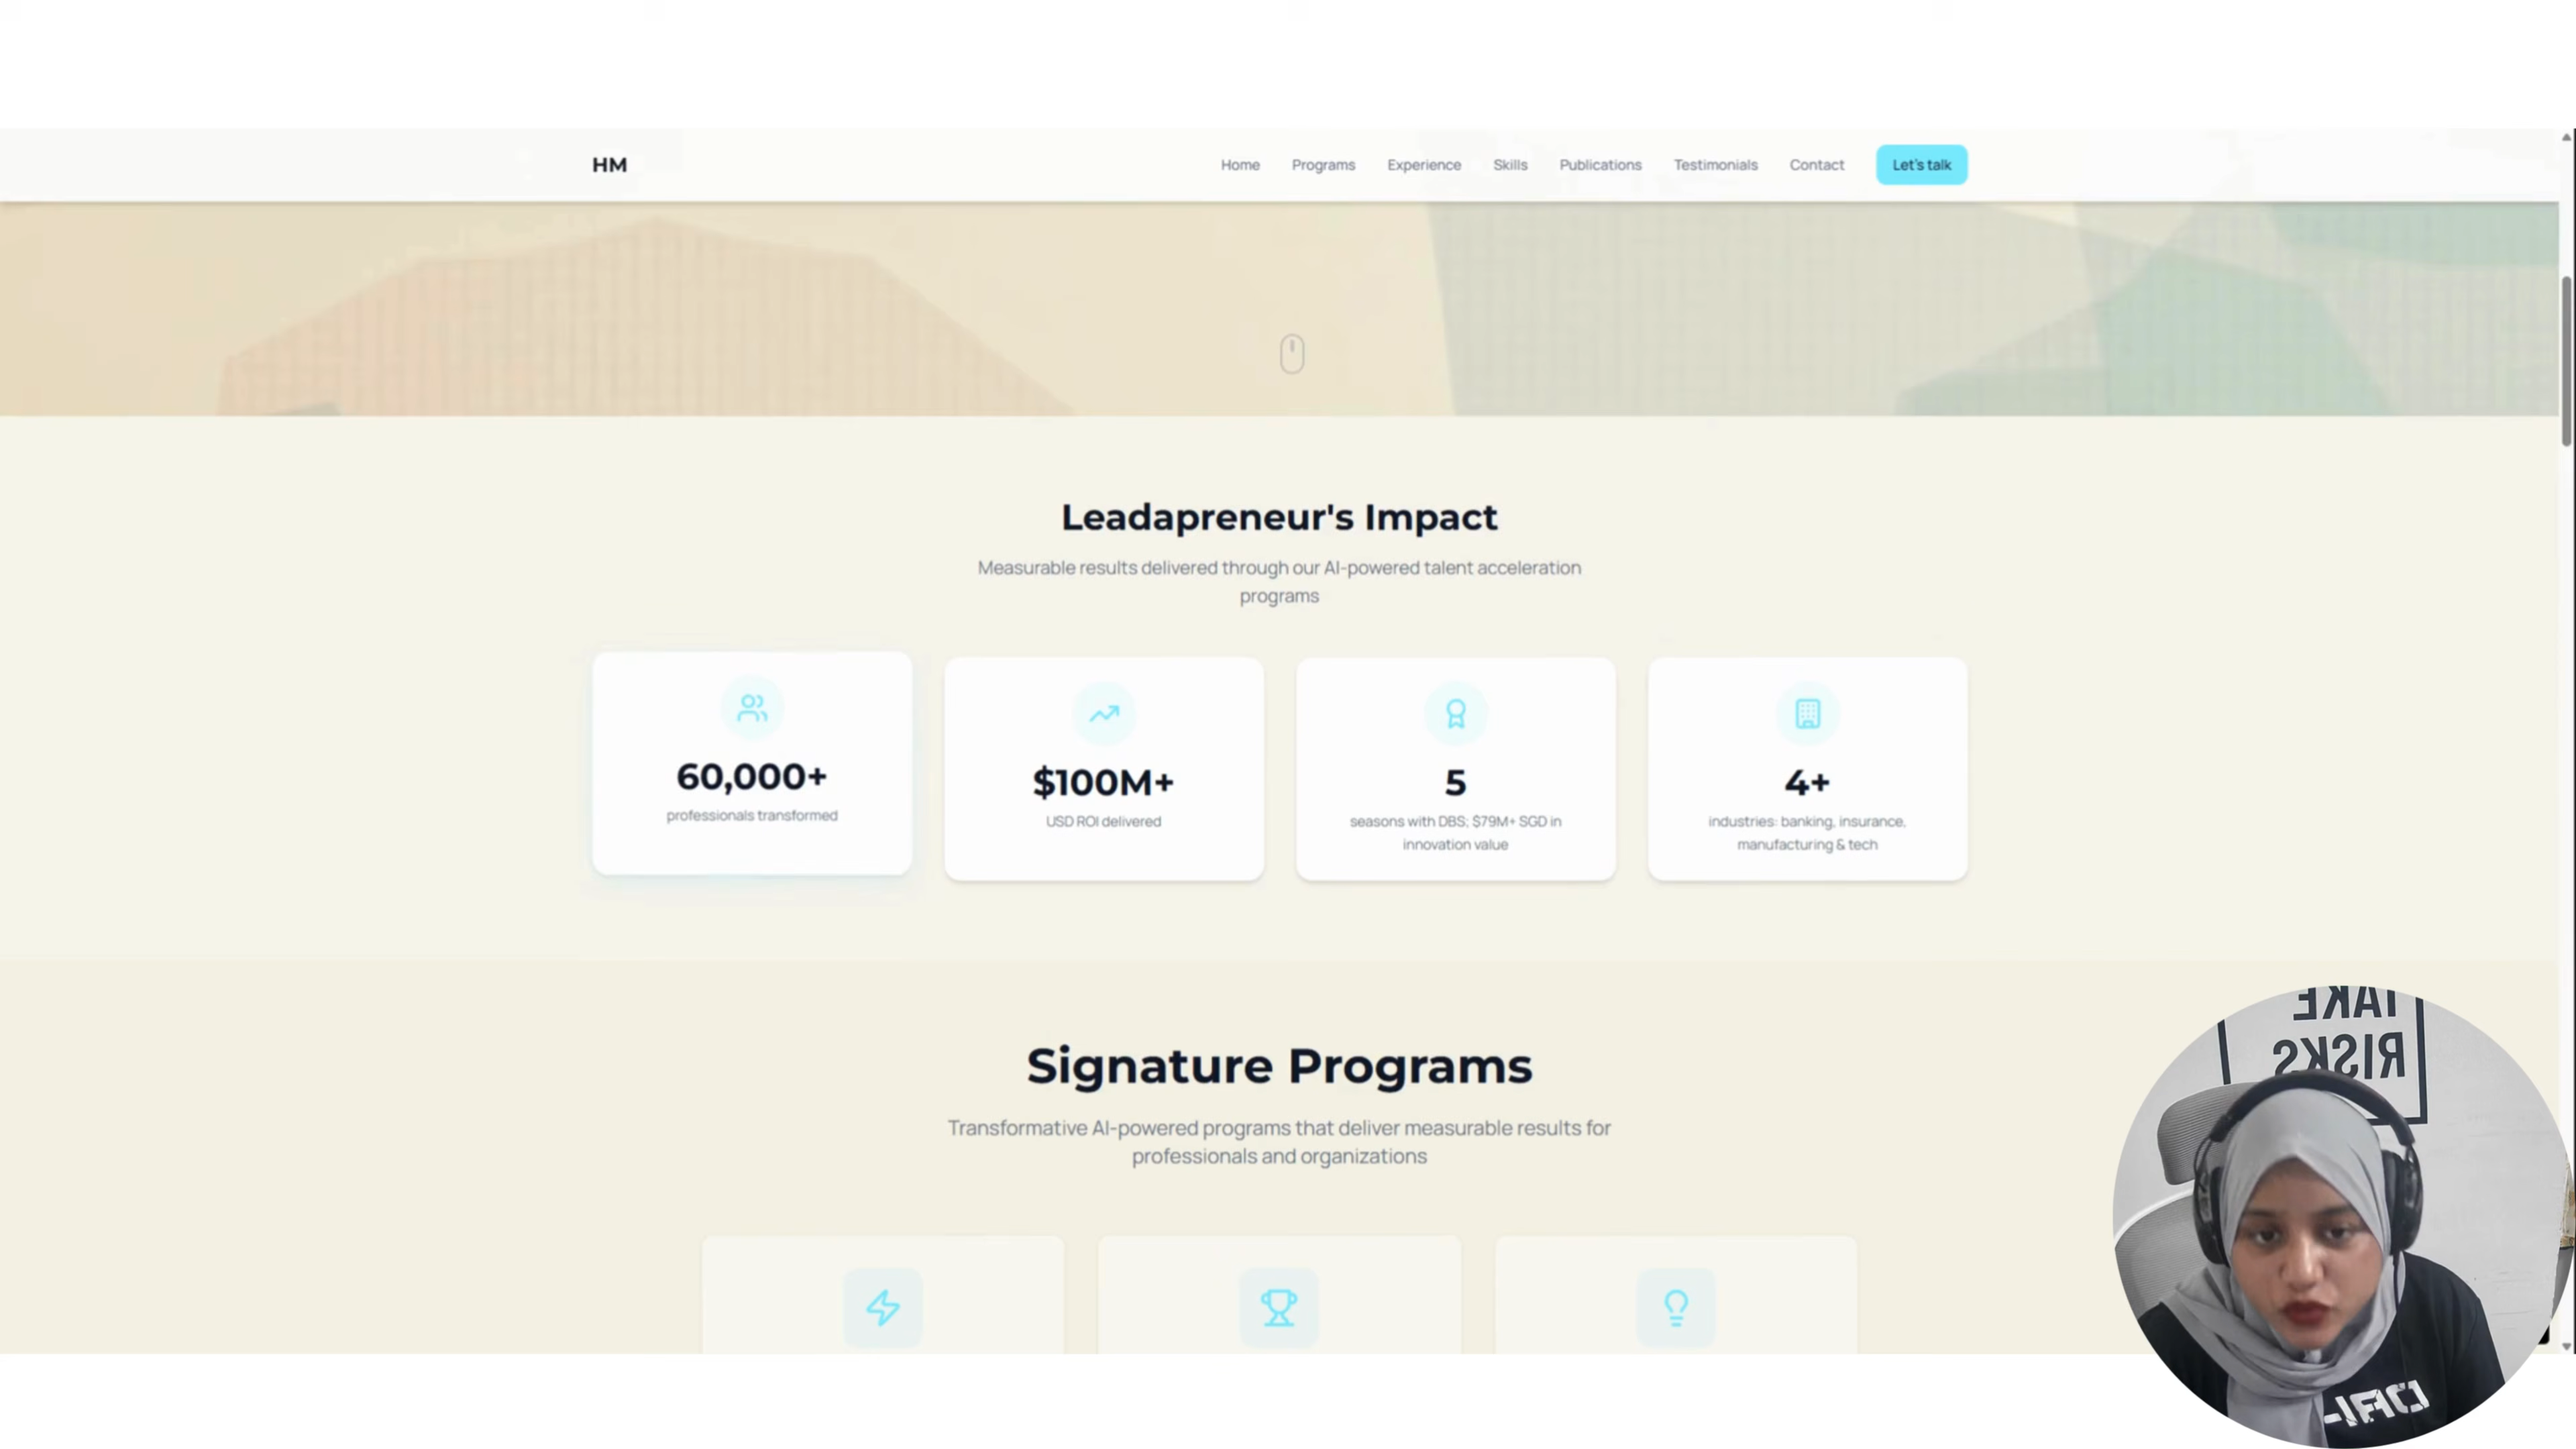 HM
Home Programs Experience Skills Publications Testimonials Contact Let's talk
Leadapreneur's Impact
Measurable results delivered through our AI-powered talent acceleration
programs
60,000+
professionals transformed
$100M+
USD ROI delivered
5
seasons with DBS; $79M+ SGD in
innovation value
4+
industries: banking, insurance,
manufacturing & tech
Signature Programs
Transformative AI-powered programs that deliver measurable results for
professionals and organizations
TAKE
RISKS